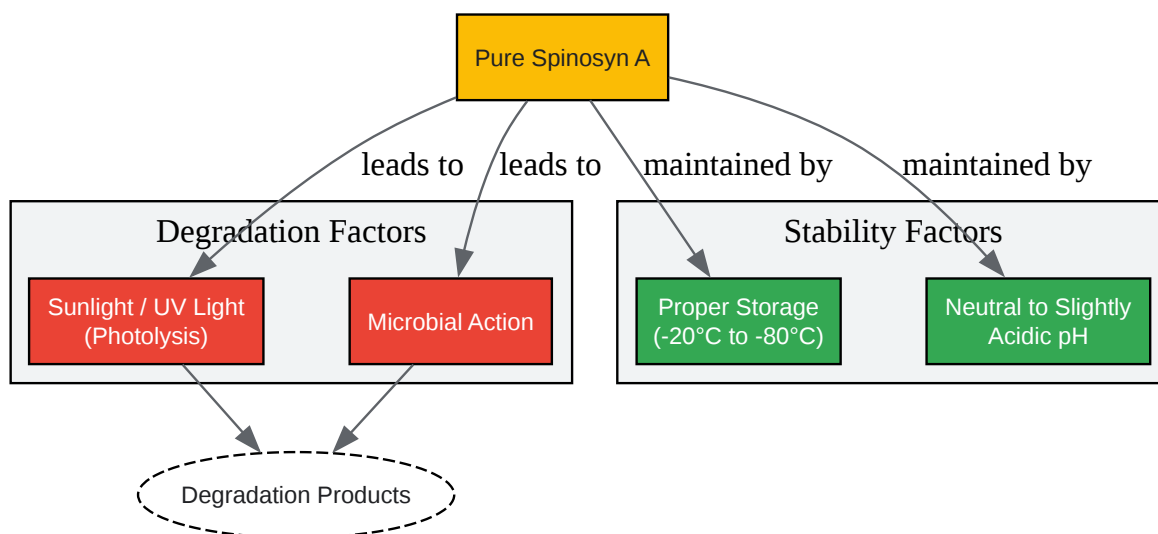 Pure Spinosyn A
leads to
leads to
maintained by
maintained by
Degradation Factors
Stability Factors
Sunlight / UV Light
(Photolysis)
Microbial Action
Proper Storage
(-20°C to -80°C)
Neutral to Slightly
Acidic pH
Degradation Products